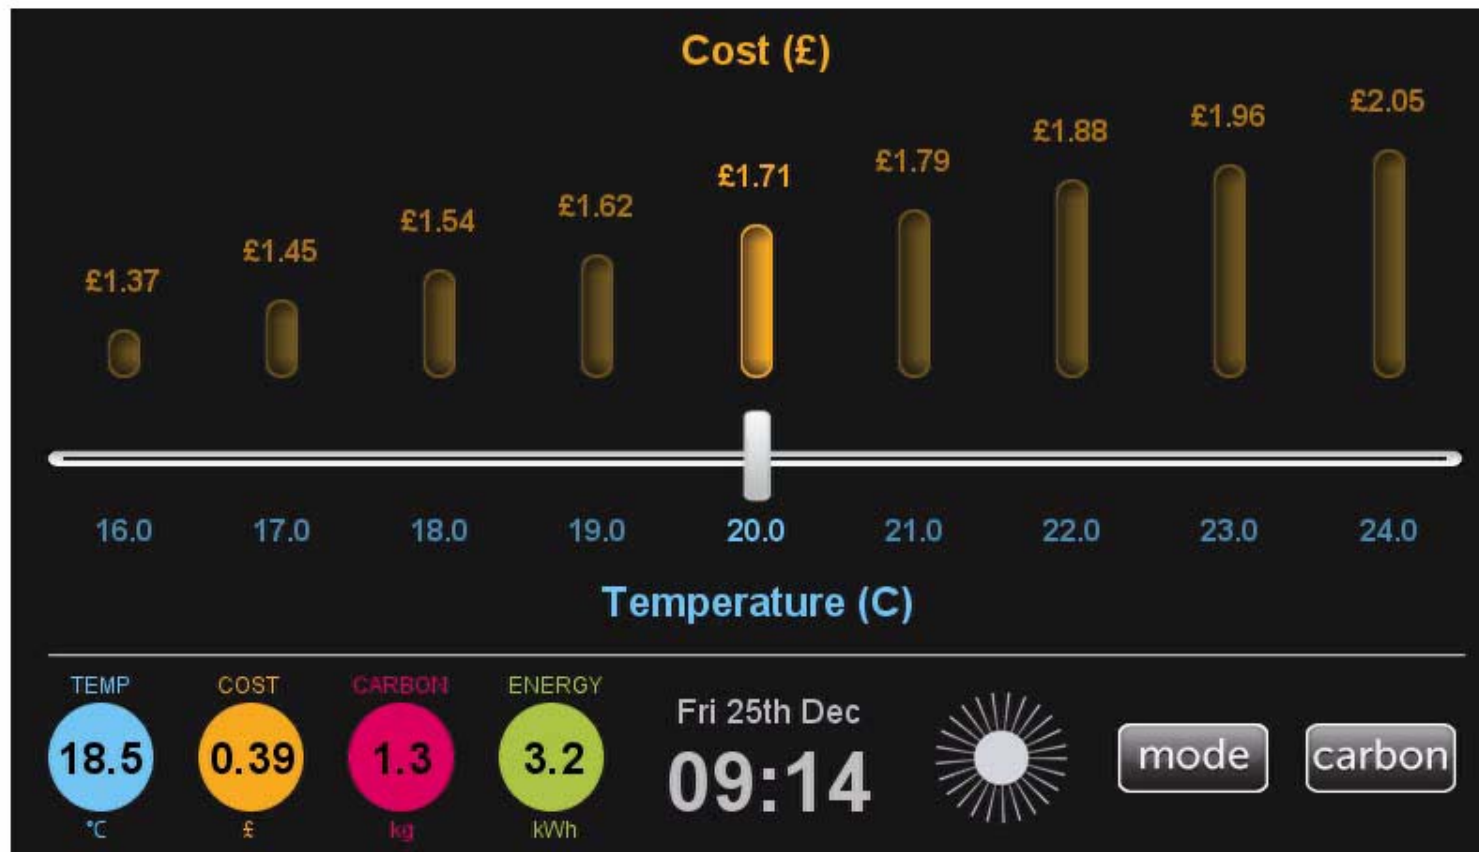 Cost (£)
£1.37 £1.45 £1.54 £1.62 £1.71 £1.79 £1.88 £1.96 £2.05
16.0 17.0 18.0 19.0 20.0 21.0 22.0 23.0 24.0
Temperature (C)
TEMP COST CARBON ENERGY
18.5 0.39 1.3 3.2
°C £ kg kWh
Fri 25th Dec
09:14
mode carbon